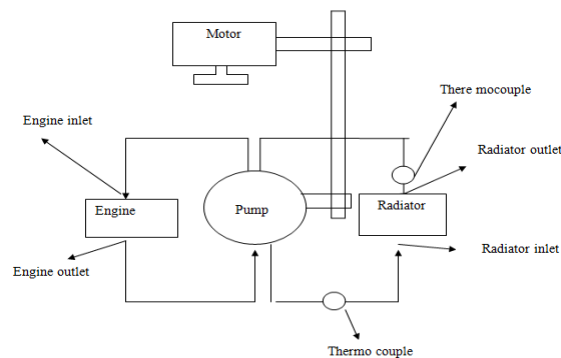 Motor
There mocouple
Engine inlet
Radiator outlet
Engine
Pump
Radiator
Radiator inlet
Engine outlet
Thermo couple